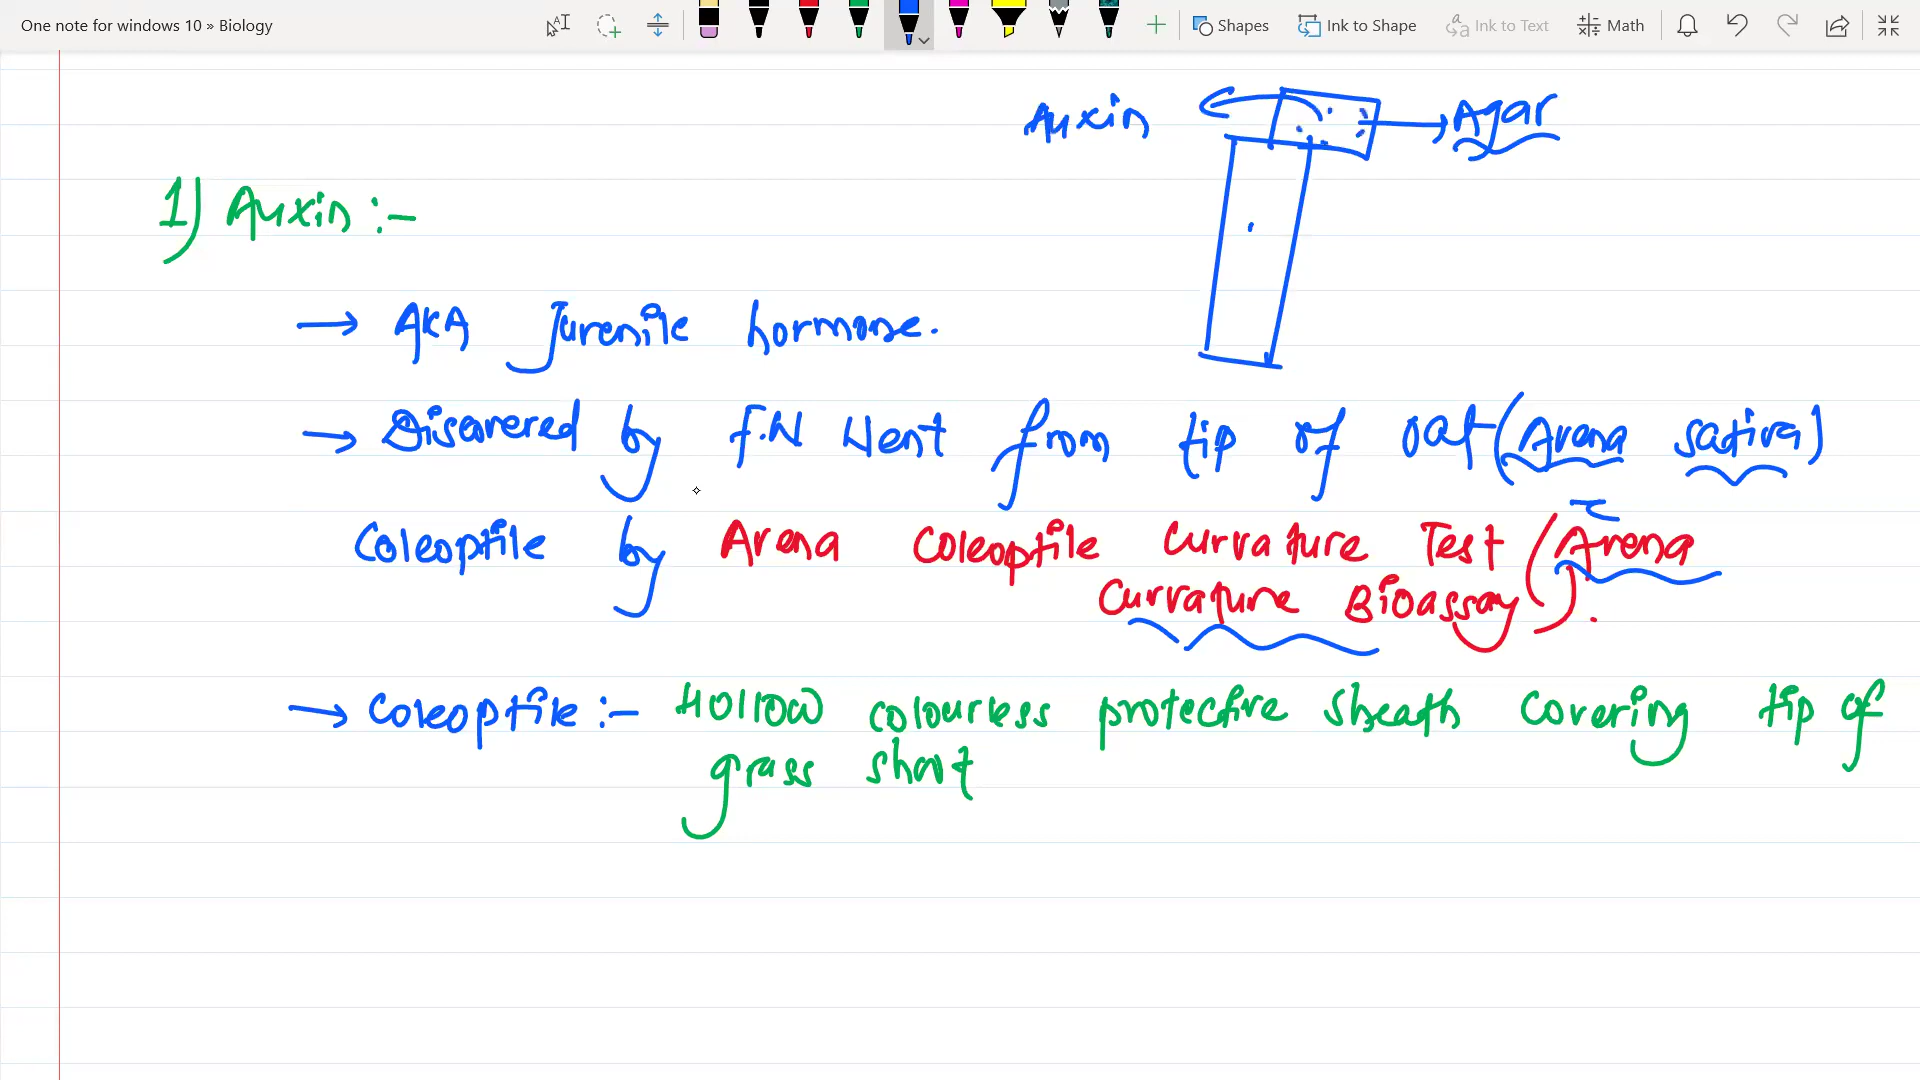 One note for windows 10 » Biology
Shapes Ink to Shape Ink to Text Math
Auxin Agar
1) Auxin :-
→ AKA Juvenile hormone.
→ Discovered by F.W Went from tip of oat (Avena sativa)
Coleoptile by Avena Coleoptile Curvature Test (Avena
Curvature Bioassay).
→ Coleoptile :- Hollow colourless protective sheath covering tip of
grass shoot